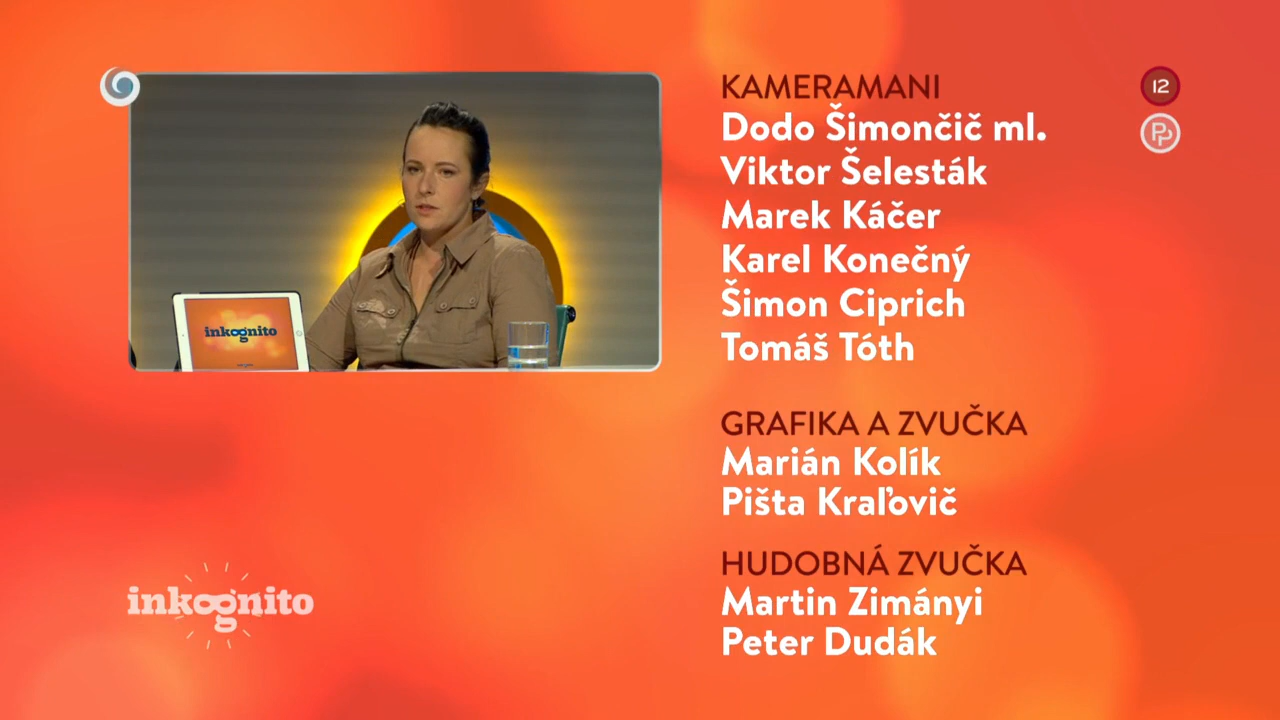 KAMERAMANI
Dodo Šimončič ml.
Viktor Šelesták
Marek Káčer
Karel Konečný
Šimon Ciprich
Tomáš Tóth
GRAFIKA A ZVUČKA
Marián Kolík
Pišta Kraľovič
HUDOBNÁ ZVUČKA
Martin Zimányi
Peter Dudák
12
PP
inkognito
inkognito